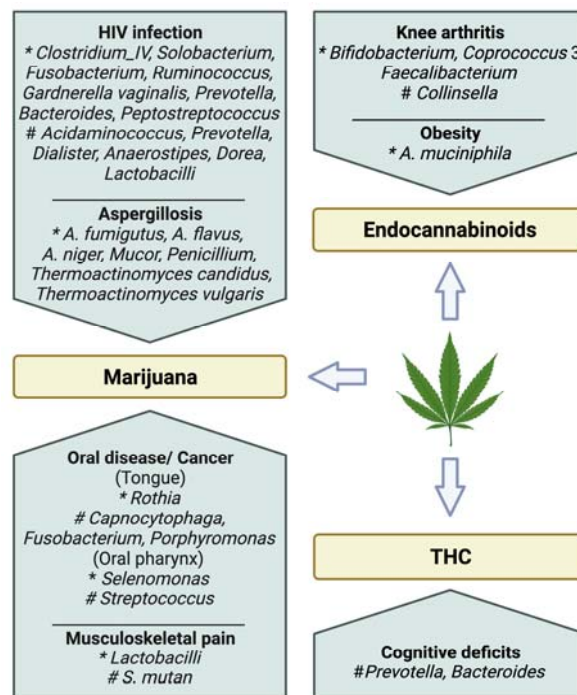 HIV infection
* Clostridium_IV, Solobacterium,
Fusobacterium, Ruminococcus,
Gardnerella vaginalis, Prevotella,
Bacteroides, Peptostreptococcus
# Acidaminococcus, Prevotella,
Dialister, Anaerostipes, Dorea,
Lactobacilli
Aspergillosis
* A. fumigutus, A. flavus,
A. niger, Mucor, Penicillium,
Thermoactinomyces candidus,
Thermoactinomyces vulgaris
Marijuana
Oral disease/ Cancer
(Tongue)
* Rothia
# Capnocytophaga,
Fusobacterium, Porphyromonas
(Oral pharynx)
* Selenomonas
# Streptococcus
Musculoskeletal pain
* Lactobacilli
# S. mutan
Knee arthritis
* Bifidobacterium, Coprococcus 3
Faecalibacterium
# Collinsella
Obesity
* A. muciniphila
Endocannabinoids
THC
Cognitive deficits
#Prevotella, Bacteroides